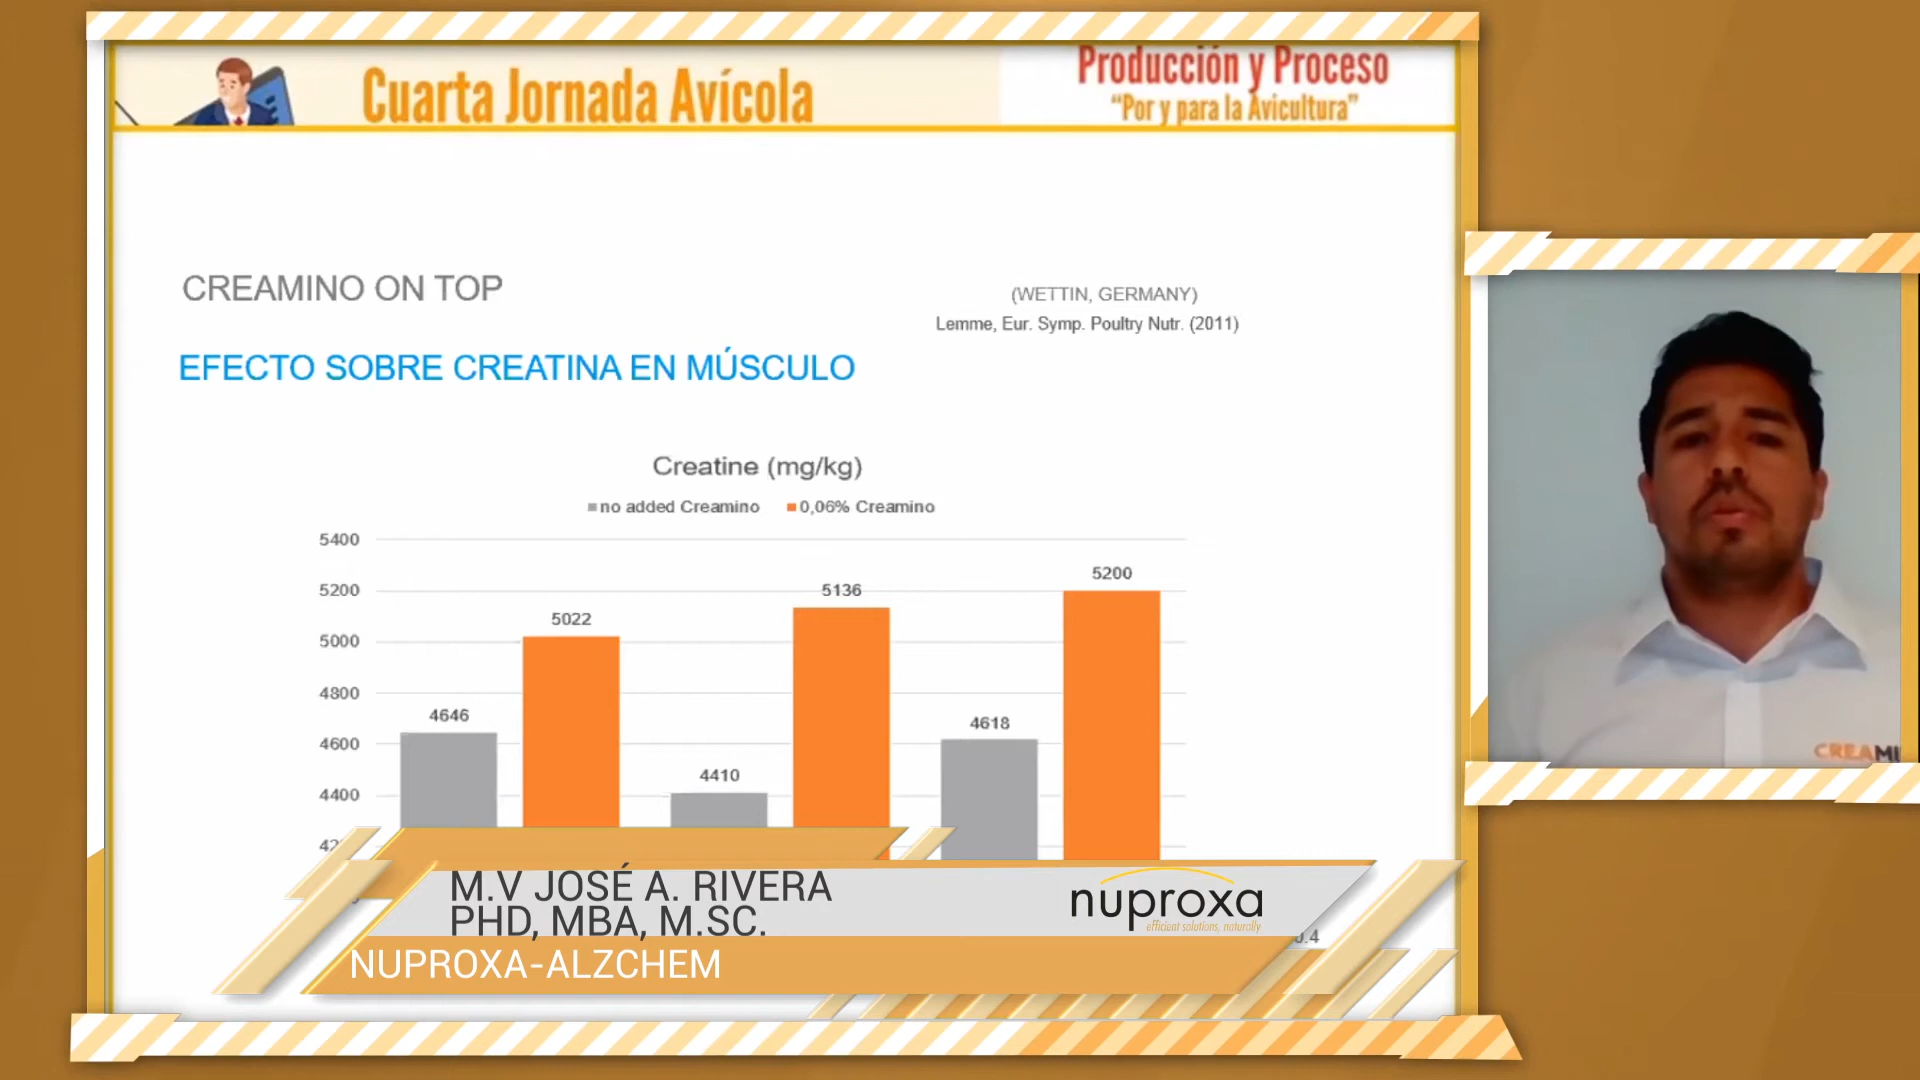 Cuarta Jornada Avícola
Producción y Proceso
“Por y para la Avicultura”
CREAMINO ON TOP
(WETTIN, GERMANY)
Lemme, Eur. Symp. Poultry Nutr. (2011)
EFECTO SOBRE CREATINA EN MÚSCULO
Creatine (mg/kg)
no added Creamino 0,06% Creamino
5400
5200
5000
4800
4600
4400
4646
5022
4410
5136
4618
5200
M.V JOSÉ A. RIVERA
PHD, MBA, M.SC.
nuproxa
efficient solutions, naturally
NUPROXA-ALZCHEM
CREAMI